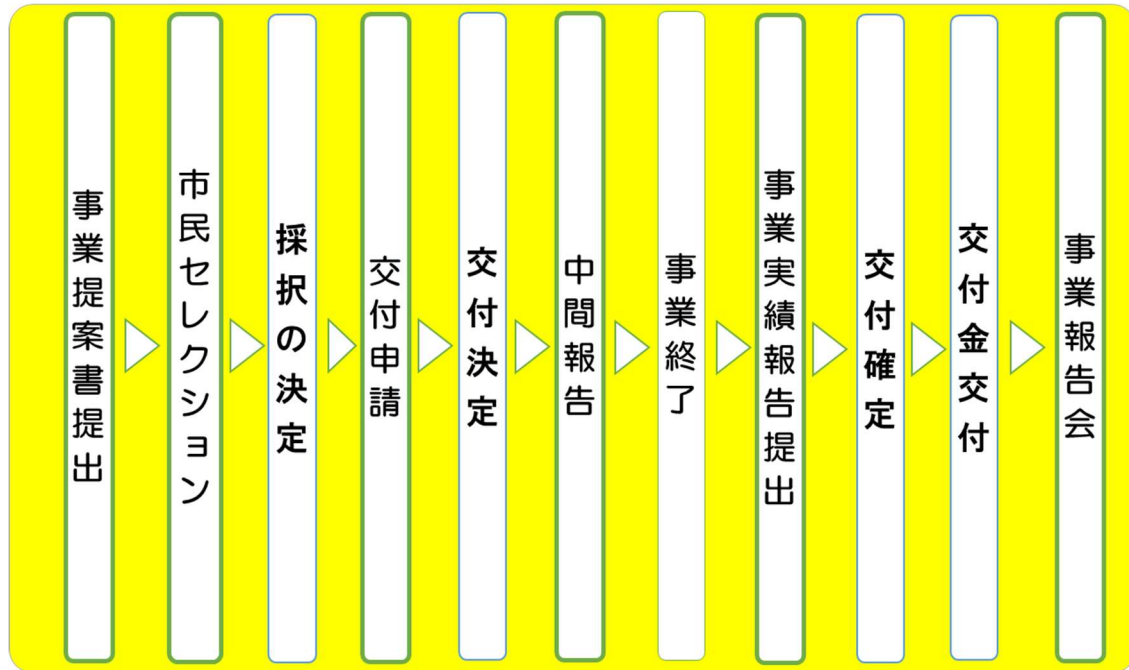 事業提案書提出
市民セレクション
採択の決定
交付申請
交付決定
中間報告
事業終了
事業実績報告提出
交付確定
交付金交付
事業報告会